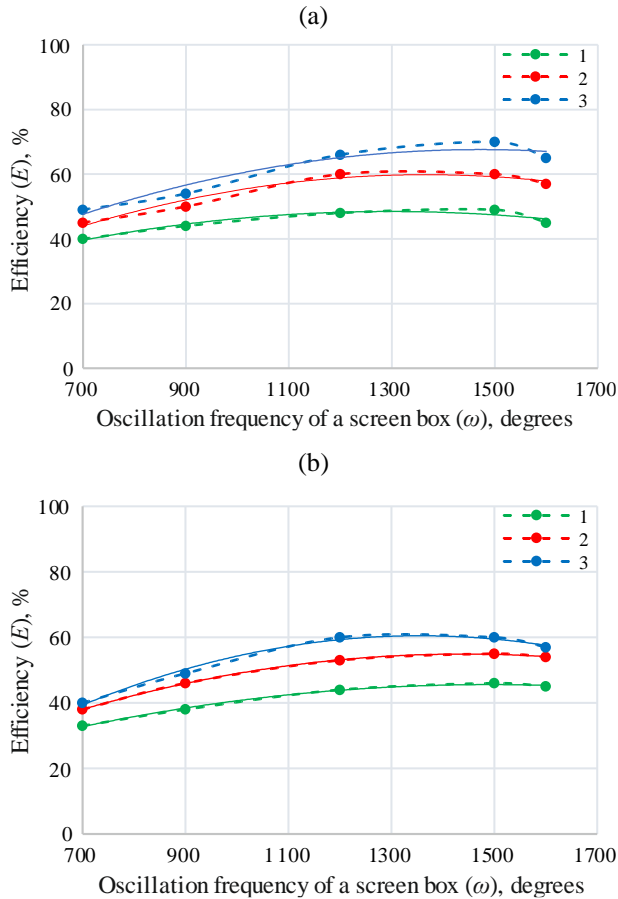 (a)
100
80
60
40
20
0
Efficiency (E), %
1
2
3
700 900 1100 1300 1500 1700
Oscillation frequency of a screen box (ω), degrees
(b)
100
80
60
40
20
0
Efficiency (E), %
1
2
3
700 900 1100 1300 1500 1700
Oscillation frequency of a screen box (ω), degrees